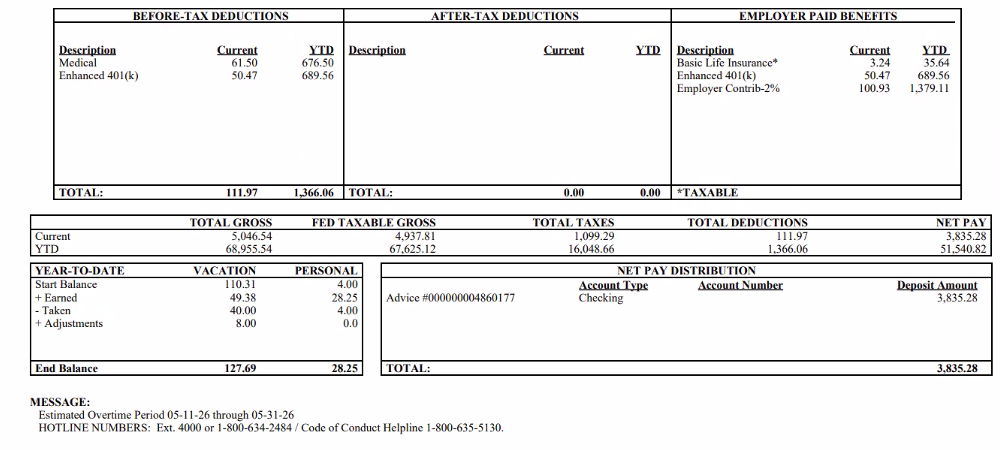 BEFORE-TAX DEDUCTIONS AFTER-TAX DEDUCTIONS EMPLOYER PAID BENEFITS
Description Current YTD Description Current YTD Description Current YTD
Medical 61.50 676.50 Basic Life Insurance* 3.24 35.64
Enhanced 401(k) 50.47 689.56 Enhanced 401(k) 50.47 689.56
Employer Contrib-2% 100.93 1,379.11
TOTAL: 111.97 1,366.06 TOTAL: 0.00 0.00 *TAXABLE
TOTAL GROSS FED TAXABLE GROSS TOTAL TAXES TOTAL DEDUCTIONS NET PAY
Current 5,046.54 4,937.81 1,099.29 111.97 3,835.28
YTD 68,955.54 67,625.12 16,048.66 1,366.06 51,540.82
YEAR-TO-DATE VACATION PERSONAL
Start Balance 110.31 4.00
+ Earned 49.38 28.25
- Taken 40.00 4.00
+ Adjustments 8.00 0.0
End Balance 127.69 28.25
NET PAY DISTRIBUTION
Account Type Account Number Deposit Amount
Advice #000000004860177 Checking 3,835.28
TOTAL: 3,835.28
MESSAGE:
Estimated Overtime Period 05-11-26 through 05-31-26
HOTLINE NUMBERS: Ext. 4000 or 1-800-634-2484 / Code of Conduct Helpline 1-800-635-5130.